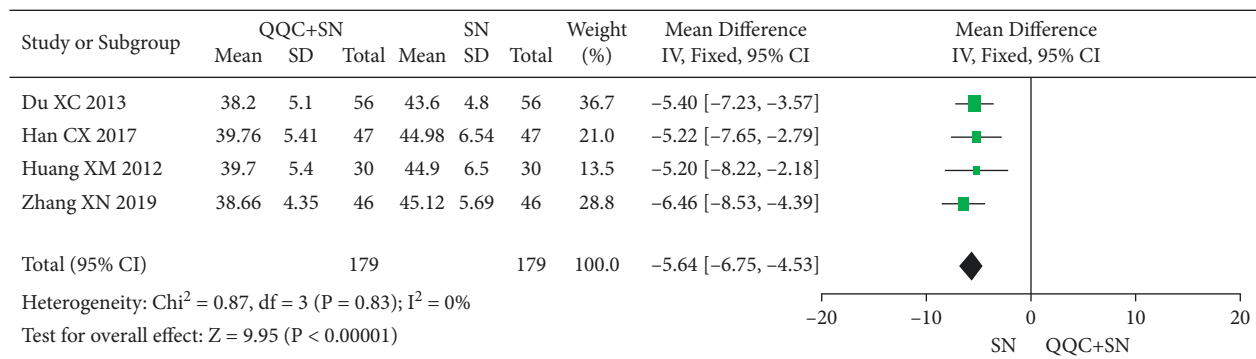 Study or Subgroup QQC+SN SN Weight Mean Difference Mean Difference
Mean SD Total Mean SD Total (%) IV, Fixed, 95% CI IV, Fixed, 95% CI
Du XC 2013 38.2 5.1 56 43.6 4.8 56 36.7 –5.40 [–7.23, –3.57]
Han CX 2017 39.76 5.41 47 44.98 6.54 47 21.0 –5.22 [–7.65, –2.79]
Huang XM 2012 39.7 5.4 30 44.9 6.5 30 13.5 –5.20 [–8.22, –2.18]
Zhang XN 2019 38.66 4.35 46 45.12 5.69 46 28.8 –6.46 [–8.53, –4.39]
Total (95% CI) 179 179 100.0 –5.64 [–6.75, –4.53]
Heterogeneity: Chi² = 0.87, df = 3 (P = 0.83); I² = 0%
Test for overall effect: Z = 9.95 (P < 0.00001)
–20 –10 0 10 20
SN QQC+SN